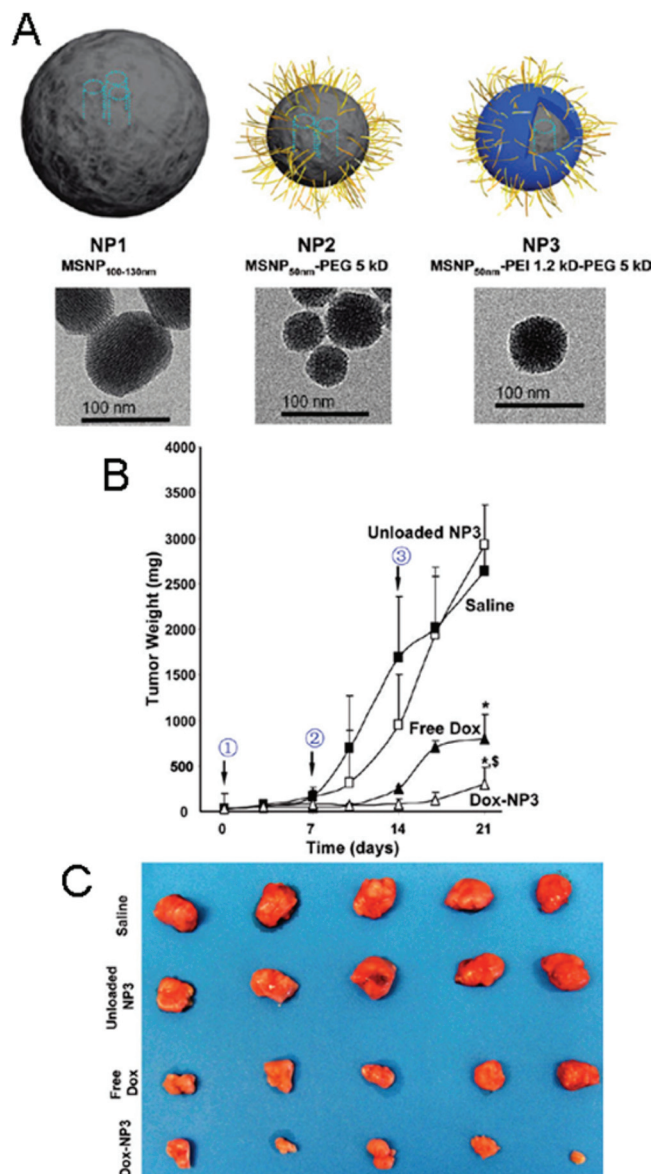 A
NP1
NP2
NP3
MSNP100-130nm
MSNP50nm-PEG 5 kD
MSNP50nm-PEI 1.2 kD-PEG 5 kD
100 nm
100 nm
100 nm
B
Tumor Weight (mg)
4000
3500
3000
2500
2000
1500
1000
500
0
Unloaded NP3
Saline
Free Dox
Dox-NP3
①
②
③
*
*,$
0
7
14
21
Time (days)
C
Saline
Unloaded
NP3
Free
Dox
Dox-NP3